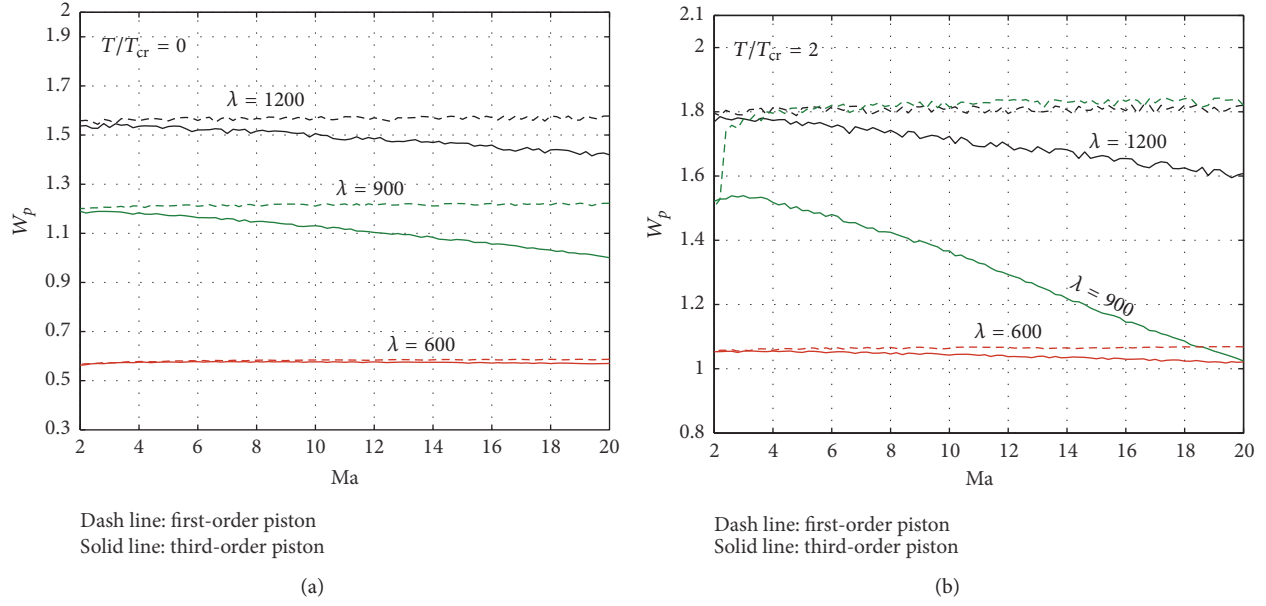 2
1.9
1.7
1.5
1.3
1.1
0.9
0.7
0.5
0.3
W_p
T/T_cr = 0
λ = 1200
λ = 900
λ = 600
2 4 6 8 10 12 14 16 18 20
Ma
Dash line: first-order piston
Solid line: third-order piston
(a)
2.1
2
1.8
1.6
1.4
1.2
1
0.8
W_p
T/T_cr = 2
λ = 1200
λ = 900
λ = 600
2 4 6 8 10 12 14 16 18 20
Ma
Dash line: first-order piston
Solid line: third-order piston
(b)